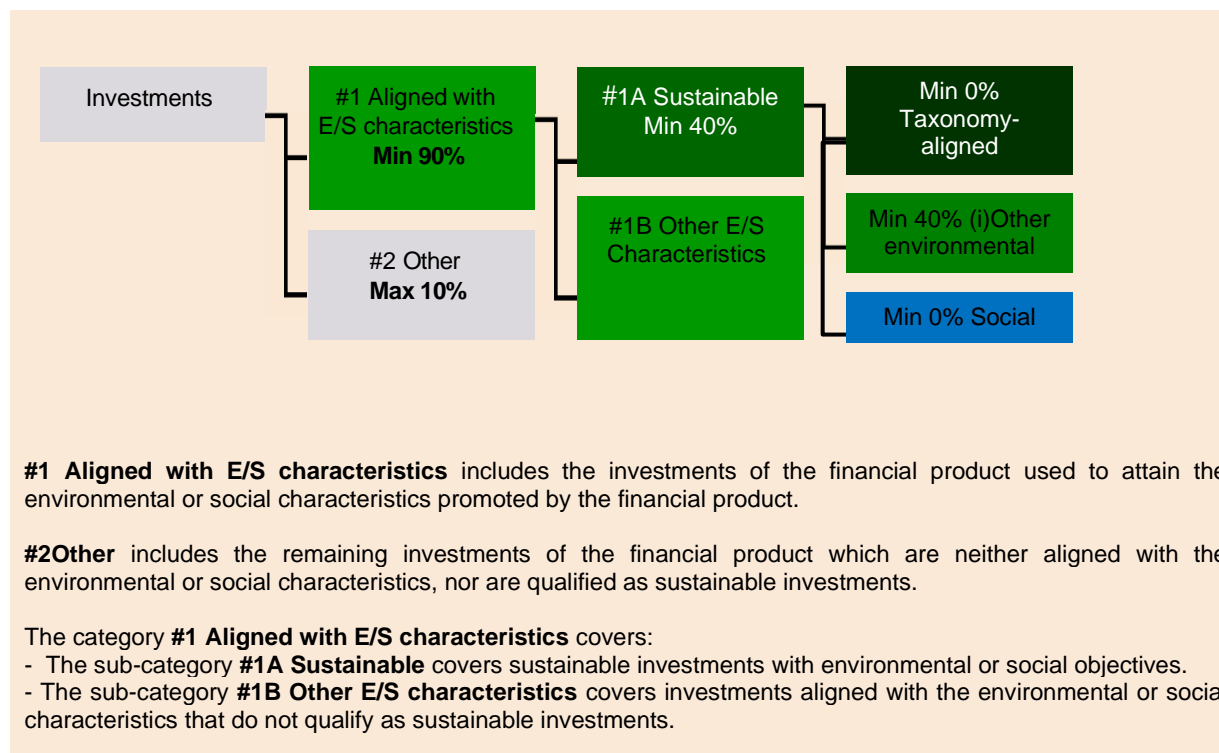 Investments
#1 Aligned with
E/S characteristics
Min 90%
#2 Other
Max 10%
#1A Sustainable
Min 40%
#1B Other E/S
Characteristics
Min 0%
Taxonomy-
aligned
Min 40% (i)Other
environmental
Min 0% Social
#1 Aligned with E/S characteristics includes the investments of the financial product used to attain the
environmental or social characteristics promoted by the financial product.
#2Other includes the remaining investments of the financial product which are neither aligned with the
environmental or social characteristics, nor are qualified as sustainable investments.
The category #1 Aligned with E/S characteristics covers:
- The sub-category #1A Sustainable covers sustainable investments with environmental or social objectives.
- The sub-category #1B Other E/S characteristics covers investments aligned with the environmental or social
characteristics that do not qualify as sustainable investments.